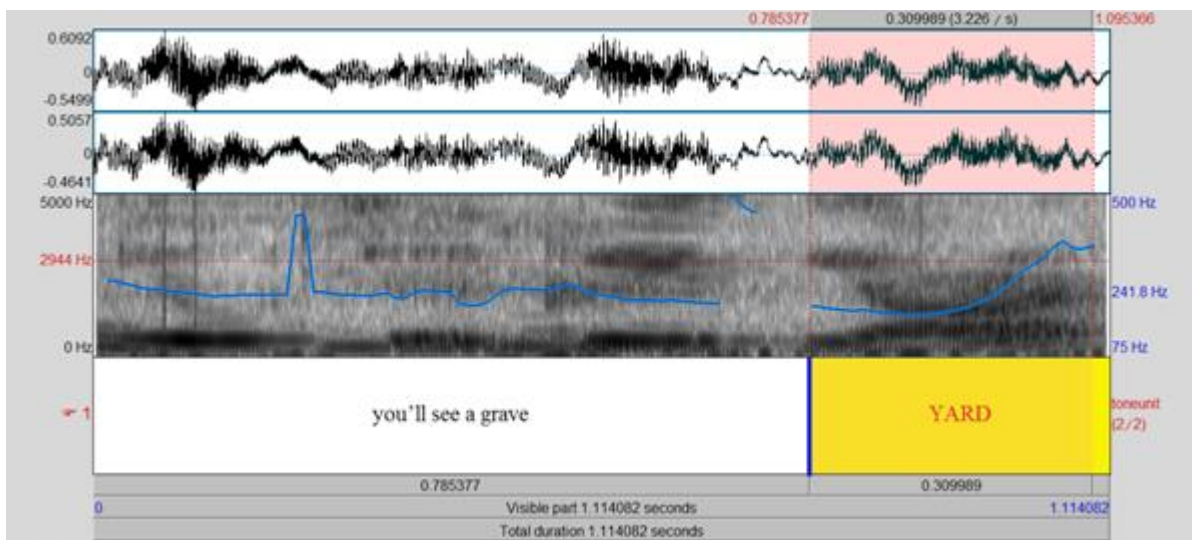 0.785377 0.309989 (3.226 / s) 1.095366
0.6092
0
-0.5499
0.5057
0
-0.4641
5000 Hz 500 Hz
2944 Hz
241.8 Hz
0 Hz 75 Hz
1 you’ll see a grave YARD toneunit
(2/2)
0.785377 0.309989
0 Visible part 1.114082 seconds 1.114082
Total duration 1.114082 seconds